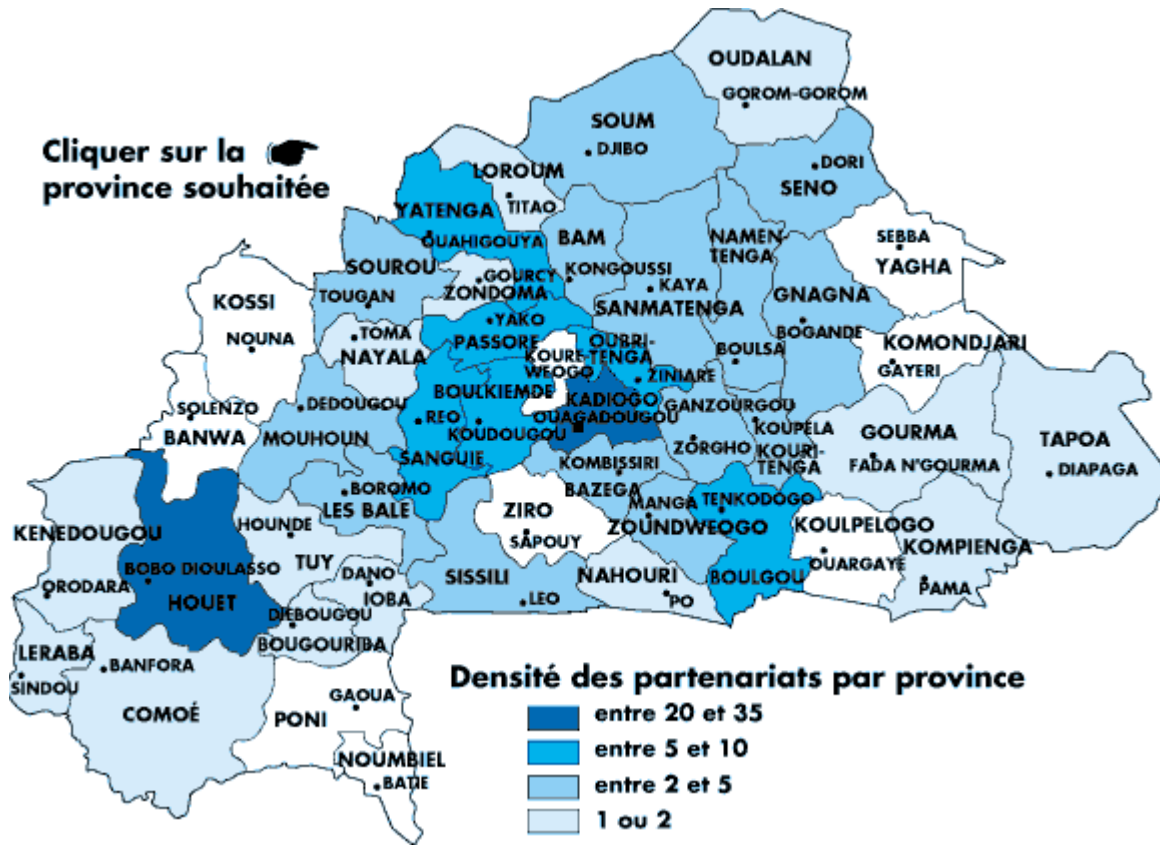 OUDALAN
GOROM-GOROM
SOUM
DJIBO
Cliquer sur la
province souhaitée
DORI
SENO
LOROUM
TITAO
YATENGA
OUAHIGOUYA
BAM
KONGOUSSI
NAMEN-
TENGA
SEBBA
YAGHA
SOUROU
TOUGAN
GOURCY
ZONDOMA
KAYA
SANMATENGA
GNAGNA
BOGANDE
KOSSI
NOUNA
TOMA
NAYALA
YAKO
PASSORE
KOURE-
WEOGO
OUBRI-
TENGA
ZINIARE
BOULSA
KOMONDJARI
GAYERI
SOLENZO
BANWA
DEDOUGOU
MOUHOUN
REO
SANGUIE
BOULKIEMDE
KOUDOUGOU
KADIOGO
OUAGADOUGOU
GANZOURGOU
ZORGHO
KOUPELA
KOURI-
TENGA
GOURMA
FADA N'GOURMA
TAPOA
DIAPAGA
KOMBISSIRI
BAZEGA
BOROMO
LES BALE
ZIRO
SAPOUY
MANGA
ZOUNDWEOGO
TENKODOGO
BOULGOU
KOULPELOGO
OUARGAYE
KOMPIENGA
PAMA
KENEDOUGOU
ORODARA
BOBO DIOULASSO
HOUET
HOUNDE
TUY
DANO
IOBA
DIEBOUGOU
BOUGOURIBA
SISSILI
LEO
NAHOURI
PO
LERABA
SINDOU
BANFORA
COMOÉ
GAOUA
PONI
NOUMBIEL
BATIE
Densité des partenariats par province
entre 20 et 35
entre 5 et 10
entre 2 et 5
1 ou 2